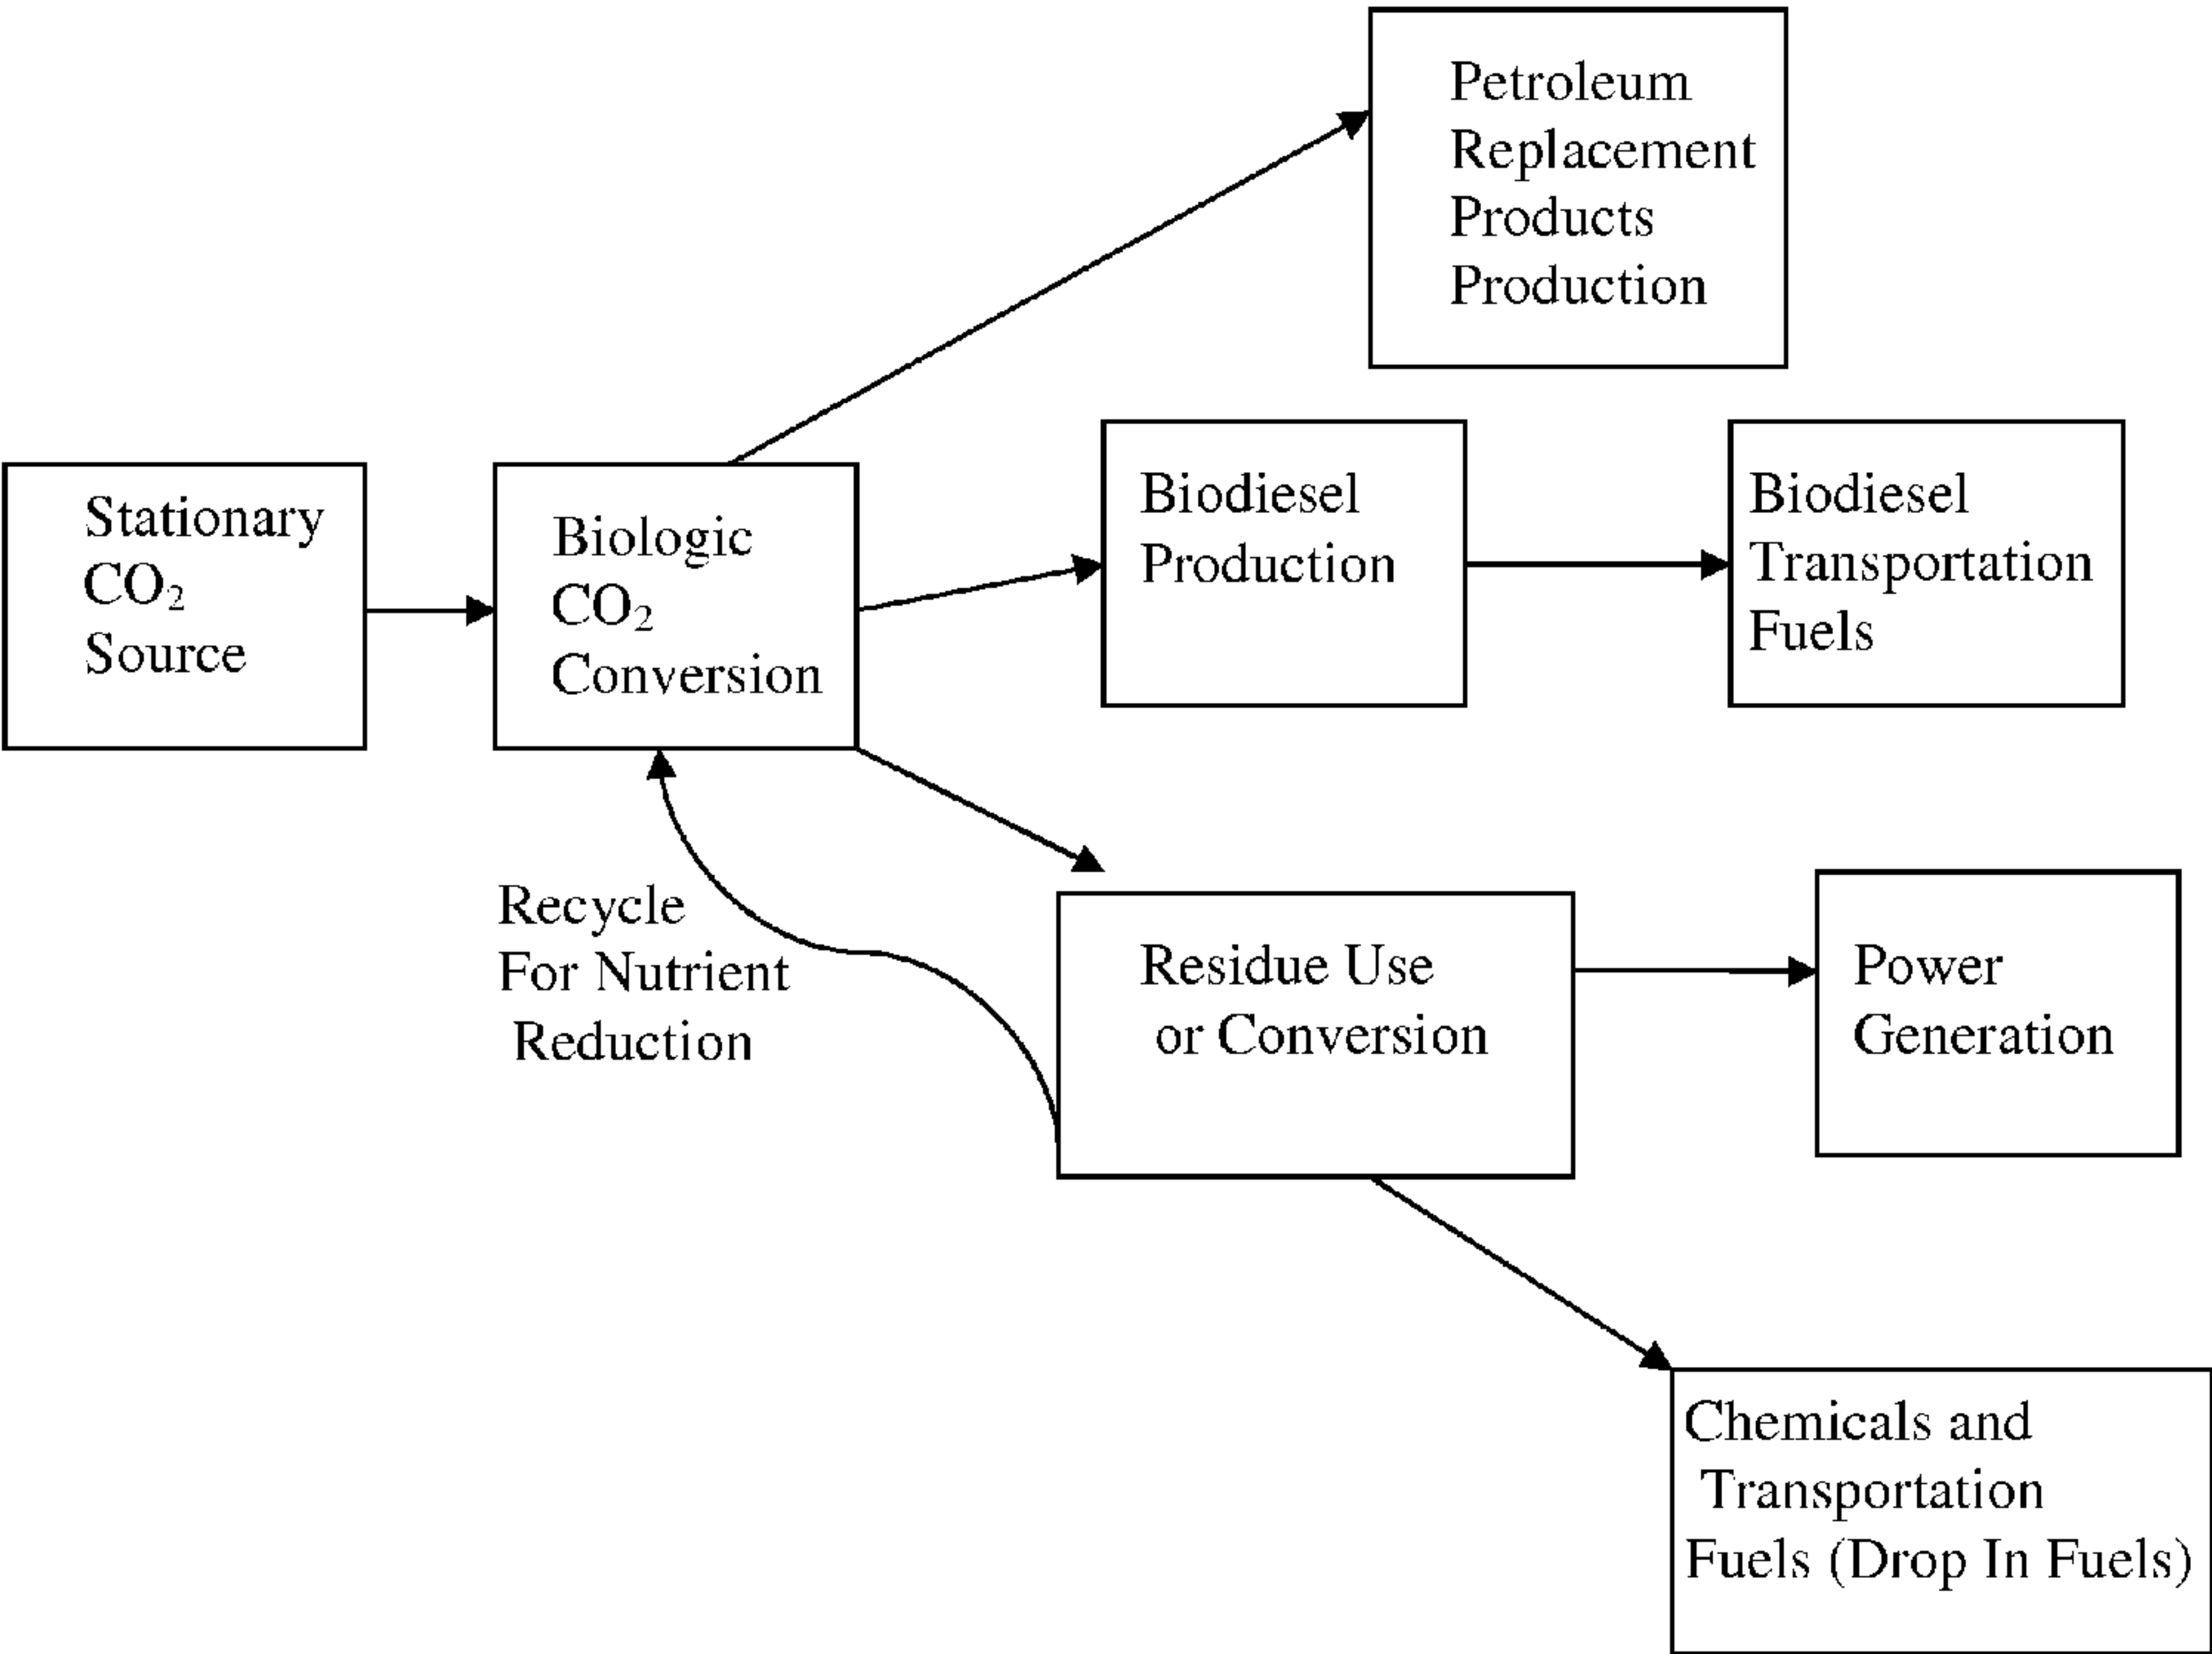 Petroleum
Replacement
Products
Production
Stationary
CO₂
Source
Biologic
CO₂
Conversion
Biodiesel
Production
Biodiesel
Transportation
Fuels
Recycle
For Nutrient
Reduction
Residue Use
or Conversion
Power
Generation
Chemicals and
Transportation
Fuels (Drop In Fuels)